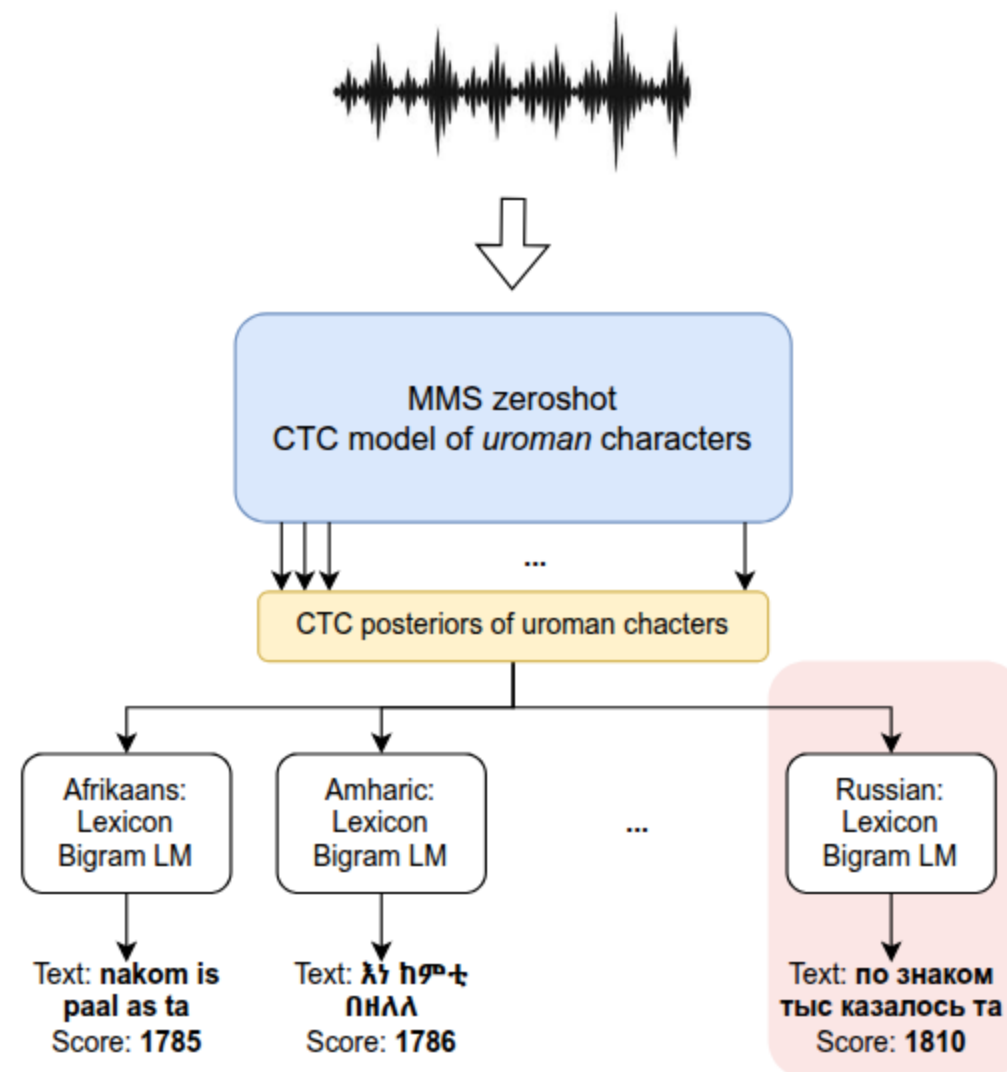 MMS zeroshot
CTC model of uroman characters
...
CTC posteriors of uroman chacters
Afrikaans:
Lexicon
Bigram LM
Amharic:
Lexicon
Bigram LM
...
Russian:
Lexicon
Bigram LM
Text: nakom is
paal as ta
Score: 1785
Text: እነ ከምቲ
በዘለለ
Score: 1786
Text: по знаком
тыс казалось та
Score: 1810